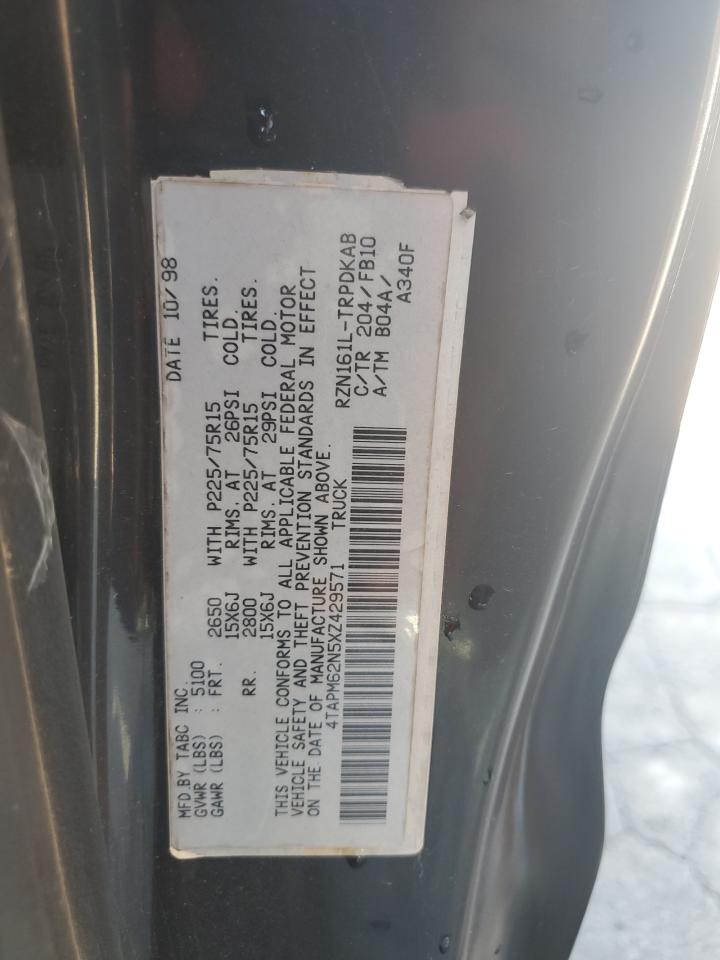 MFD.BY TABC INC. DATE 10/98
GVWR (LBS) : 5100
GAWR (LBS) : FRT. 2650 WITH P225/75R15 TIRES.
15X6J RIMS. AT 26PSI COLD.
RR. 2800 WITH P225/75R15 TIRES.
15X6J RIMS. AT 29PSI COLD.
THIS VEHICLE CONFORMS TO ALL APPLICABLE FEDERAL MOTOR
VEHICLE SAFETY AND THEFT PREVENTION STANDARDS IN EFFECT
ON THE DATE OF MANUFACTURE SHOWN ABOVE.
4TAPM62N5XZ429571 TRUCK
RZN161L-TRPDKAB
C/TR 204/FB10
A/TM B04A/
A340F